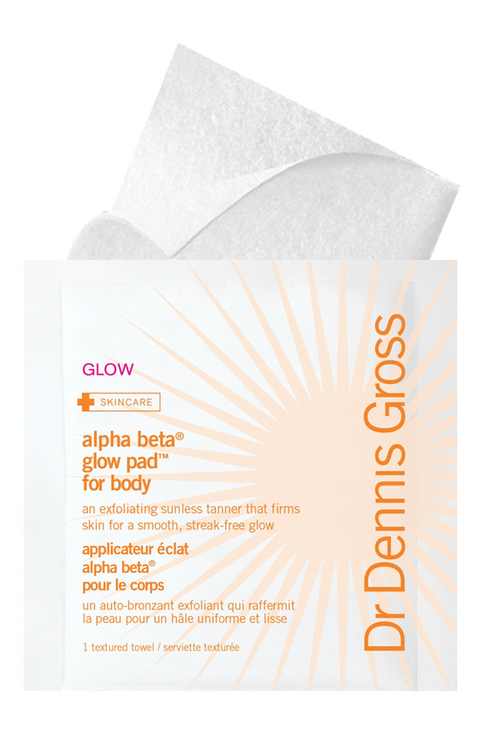 GLOW
SKINCARE
alpha beta®
glow pad™
for body
an exfoliating sunless tanner that firms
skin for a smooth, streak-free glow
applicateur éclat
alpha beta®
pour le corps
un auto-bronzant exfoliant qui raffermit
la peau pour un hâle uniforme et lisse
1 textured towel / serviette texturée
Dr Dennis Gross